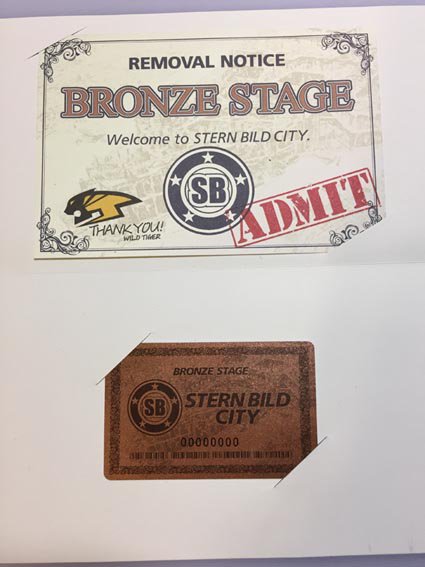 REMOVAL NOTICE
BRONZE STAGE
Welcome to STERN BILD CITY.
SB
THANK YOU!
WILD TIGER
ADMIT
BRONZE STAGE
SB
STERN BILD
CITY
00000000